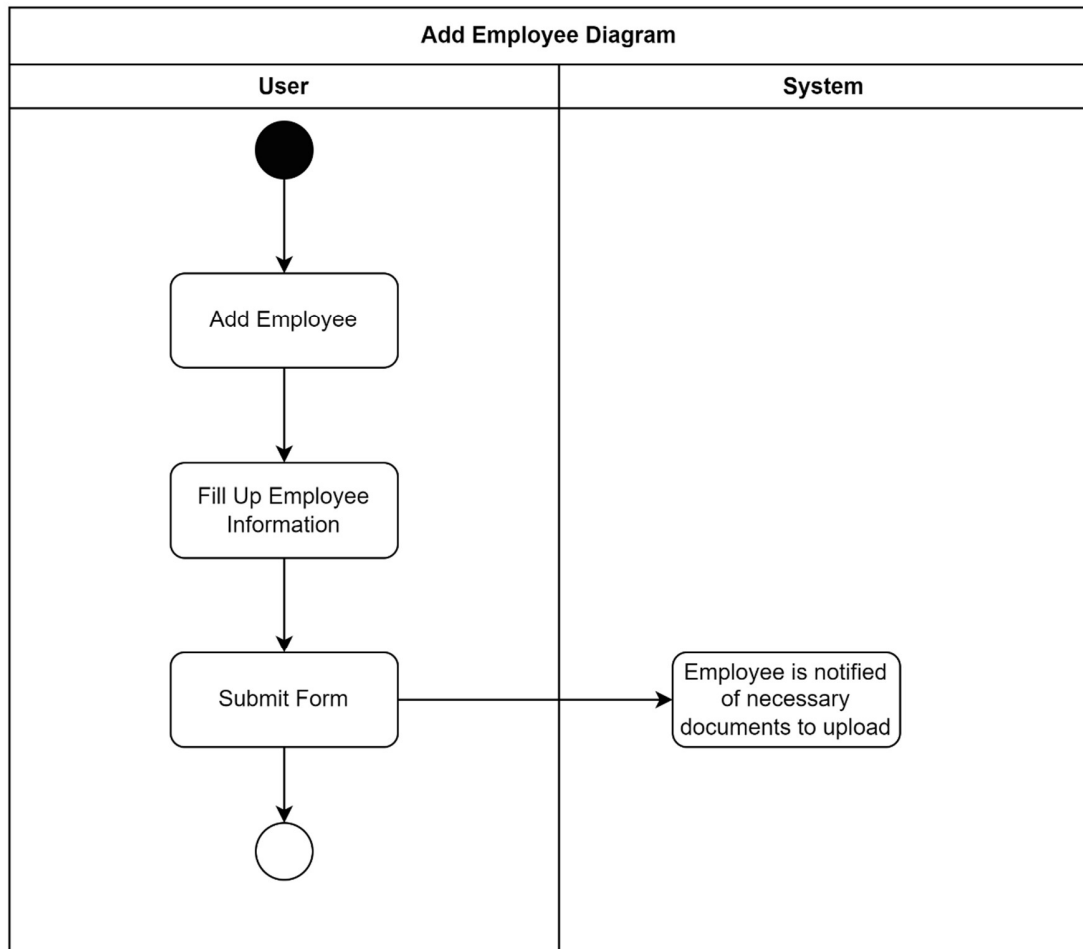 Add Employee Diagram
User
System
Add Employee
Fill Up Employee
Information
Submit Form
Employee is notified
of necessary
documents to upload